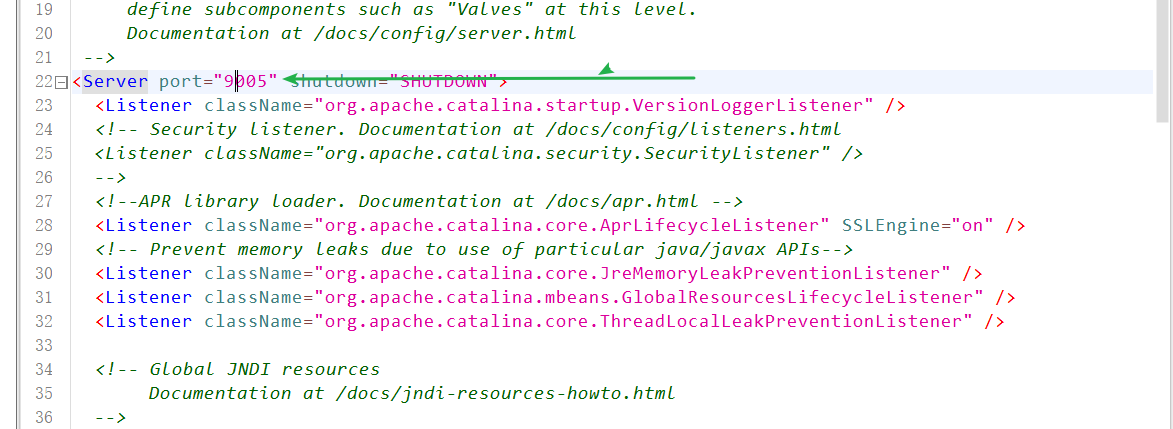 19 define subcomponents such as "Valves" at this level.
20 Documentation at /docs/config/server.html
21 -->
22 <Server port="9005" shutdown="SHUTDOWN">
23 <Listener className="org.apache.catalina.startup.VersionLoggerListener" />
24 <!-- Security listener. Documentation at /docs/config/listeners.html
25 <Listener className="org.apache.catalina.security.SecurityListener" />
26 -->
27 <!--APR library loader. Documentation at /docs/apr.html -->
28 <Listener className="org.apache.catalina.core.AprLifecycleListener" SSLEngine="on" />
29 <!-- Prevent memory leaks due to use of particular java/javax APIs-->
30 <Listener className="org.apache.catalina.core.JreMemoryLeakPreventionListener" />
31 <Listener className="org.apache.catalina.mbeans.GlobalResourcesLifecycleListener" />
32 <Listener className="org.apache.catalina.core.ThreadLocalLeakPreventionListener" />
33
34 <!-- Global JNDI resources
35 Documentation at /docs/jndi-resources-howto.html
36 -->